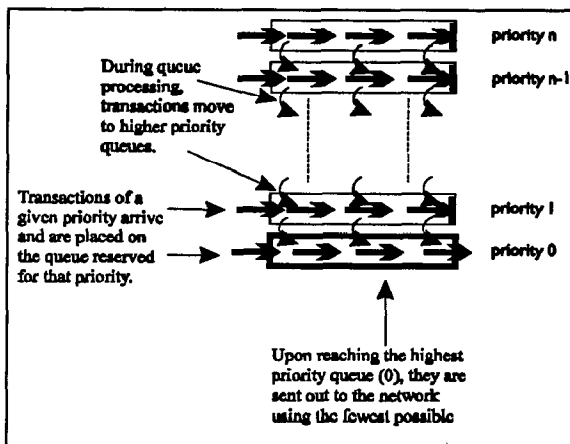 priority n
priority n-1
During queue
processing,
transactions move
to higher priority
queues.
Transactions of a
given priority arrive
and are placed on
the queue reserved
for that priority.
priority 1
priority 0
Upon reaching the highest
priority queue (0), they are
sent out to the network
using the fewest possible